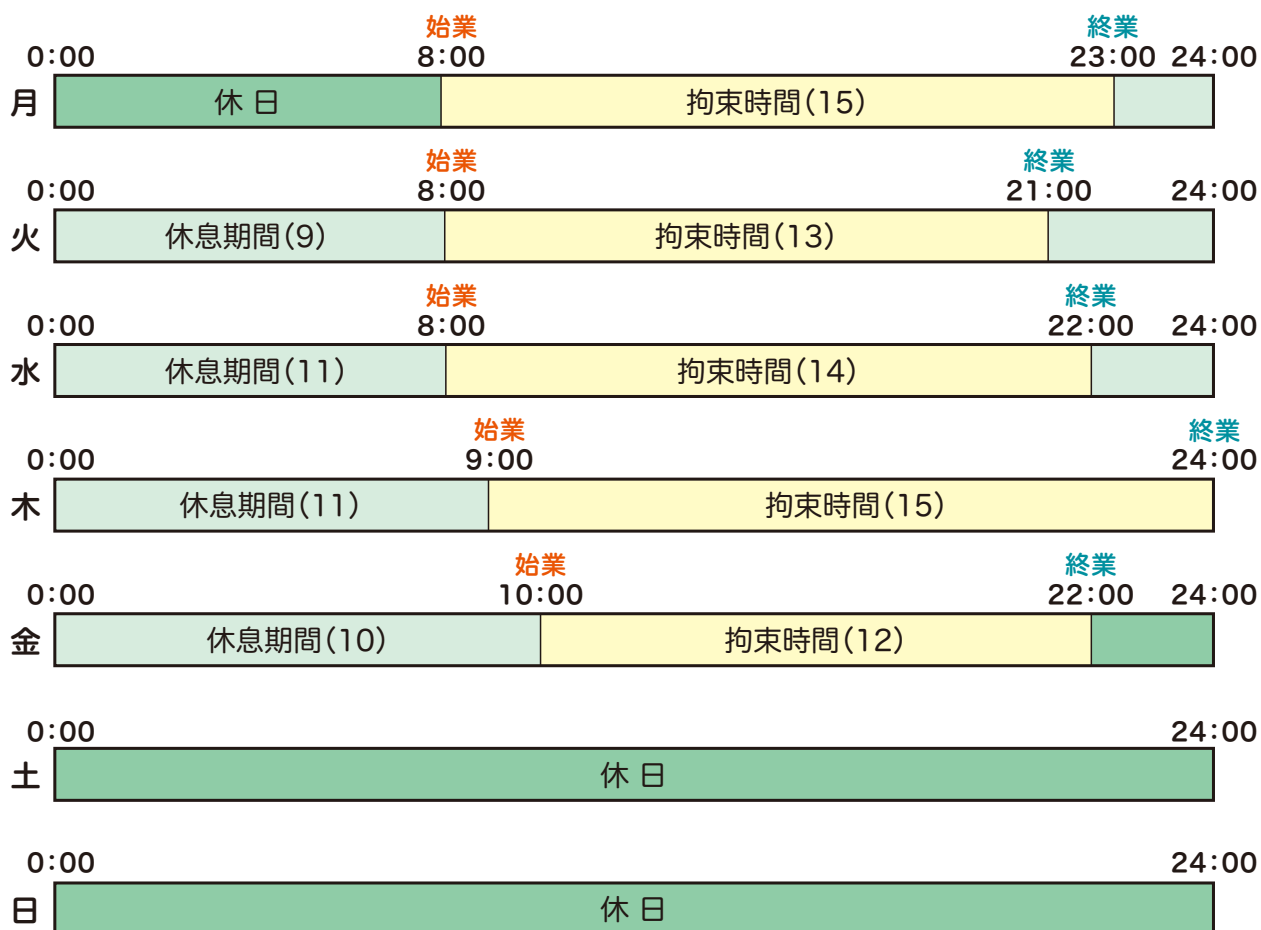 始業 終業
0:00 8:00 23:00 24:00
月 休日 拘束時間(15)
始業 終業
0:00 8:00 21:00 24:00
火 休息期間(9) 拘束時間(13)
始業 終業
0:00 8:00 22:00 24:00
水 休息期間(11) 拘束時間(14)
始業 終業
0:00 9:00 24:00
木 休息期間(11) 拘束時間(15)
始業 終業
0:00 10:00 22:00 24:00
金 休息期間(10) 拘束時間(12)
0:00 24:00
土 休日
0:00 24:00
日 休日